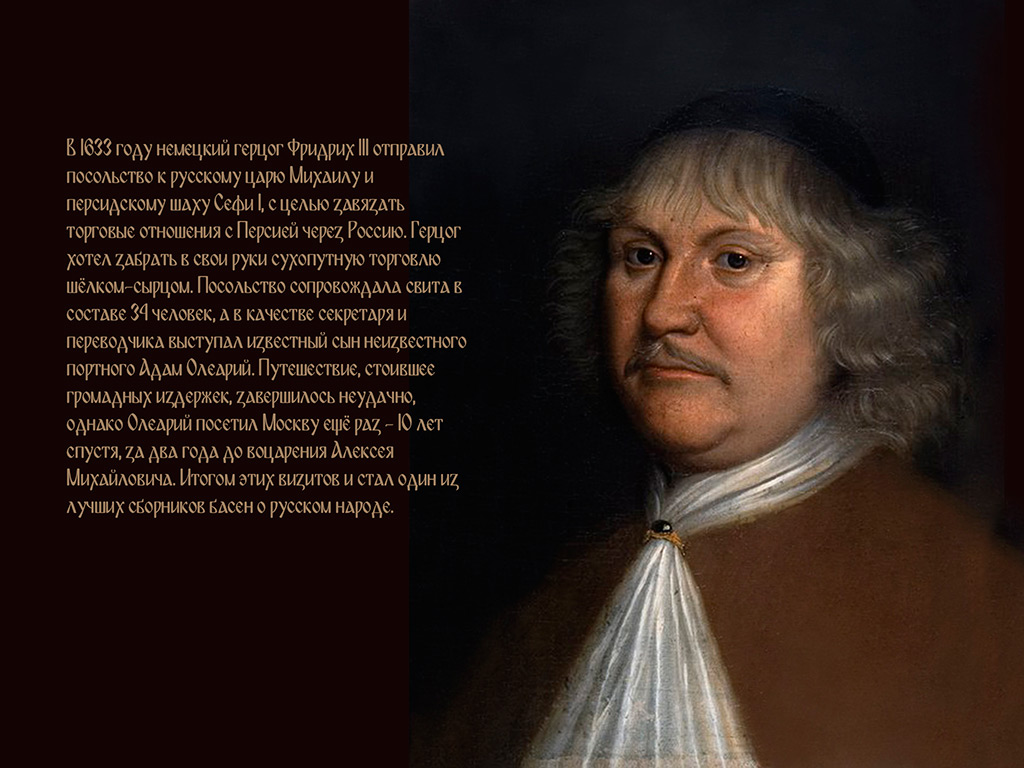 В 1633 году немецкий герцог Фридрих III отправил
посольство к русскому царю Михаилу и
персидскому шаху Сефи I, с целью завязать
торговые отношения с Персией через Россию. Герцог
хотел забрать в свои руки сухопутную торговлю
шёлком-сырцом. Посольство сопровождала свита в
составе 34 человек, а в качестве секретаря и
переводчика выступал известный сын неизвестного
портного Адам Олеарий. Путешествие, стоившее
громадных издержек, завершилось неудачно,
однако Олеарий посетил Москву ещё раз - 10 лет
спустя, за два года до воцарения Алексея
Михайловича. Итогом этих визитов и стал один из
лучших сборников басен о русском народе.